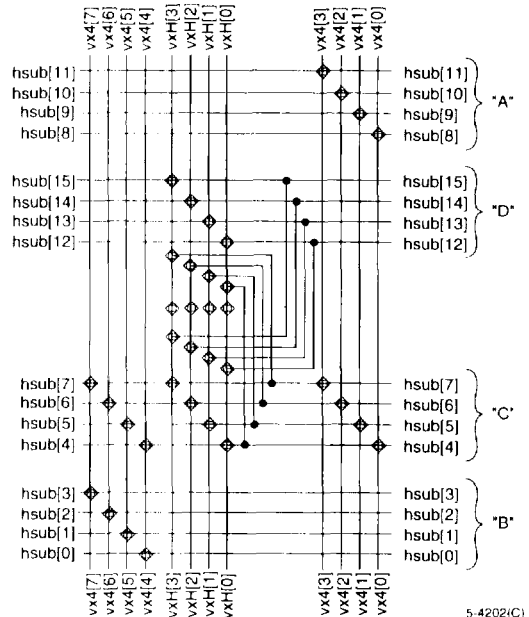 vx4[7] vx4[6] vx4[5] vx4[4] vxH[3] vxH[2] vxH[1] vxH[0] vx4[3] vx4[2] vx4[1] vx4[0]
hsub[11] hsub[11]
hsub[10] hsub[10]
hsub[9] hsub[9]
hsub[8] hsub[8]
"A"
hsub[15] hsub[15]
hsub[14] hsub[14]
hsub[13] hsub[13]
hsub[12] hsub[12]
"D"
hsub[7] hsub[7]
hsub[6] hsub[6]
hsub[5] hsub[5]
hsub[4] hsub[4]
"C"
hsub[3] hsub[3]
hsub[2] hsub[2]
hsub[1] hsub[1]
hsub[0] hsub[0]
"B"
vx4[7] vx4[6] vx4[5] vx4[4] vxH[3] vxH[2] vxH[1] vxH[0] vx4[3] vx4[2] vx4[1] vx4[0]
5-4202(C)